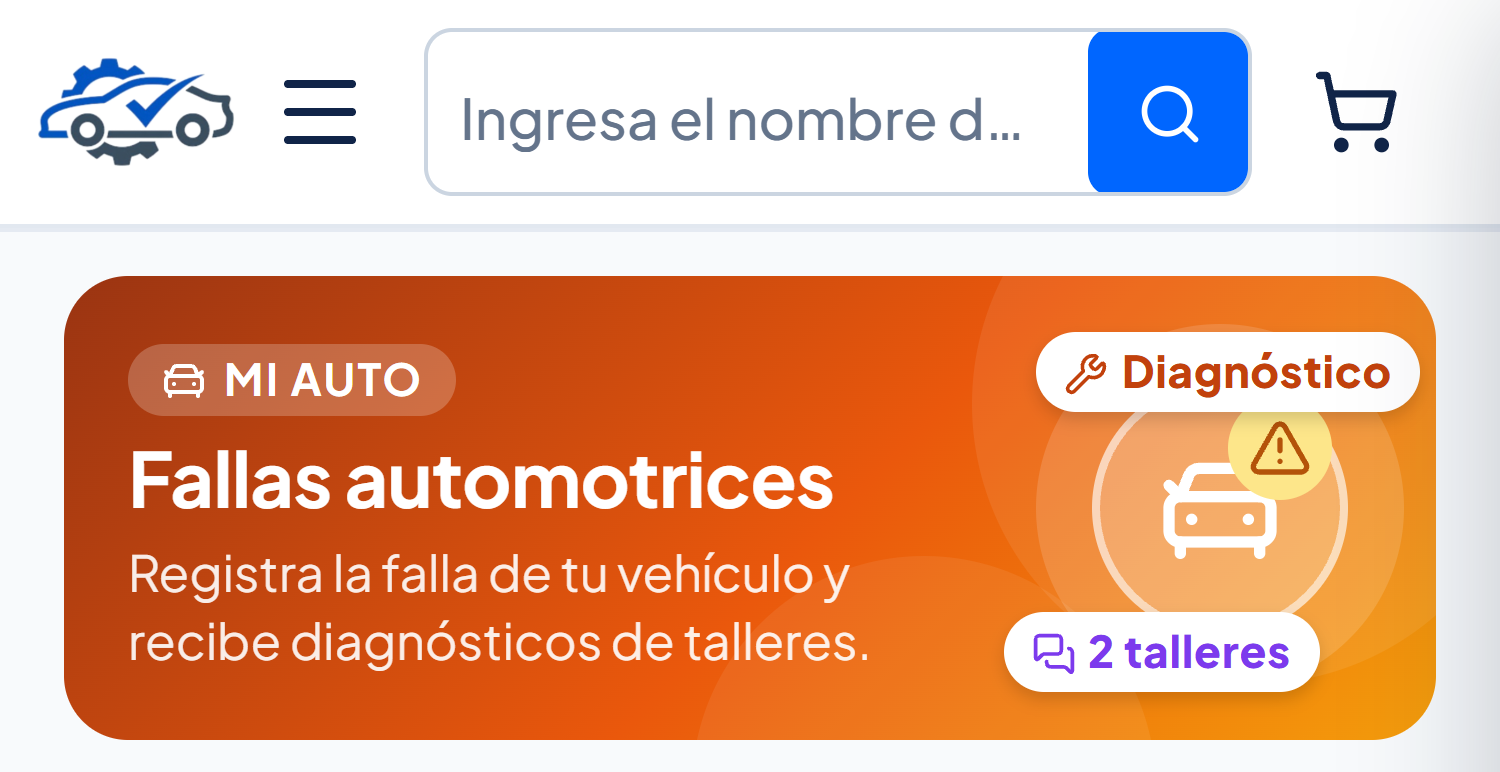 Ingresa el nombre d...
MI AUTO
Diagnóstico
Fallas automotrices
Registra la falla de tu vehículo y
recibe diagnósticos de talleres.
2 talleres